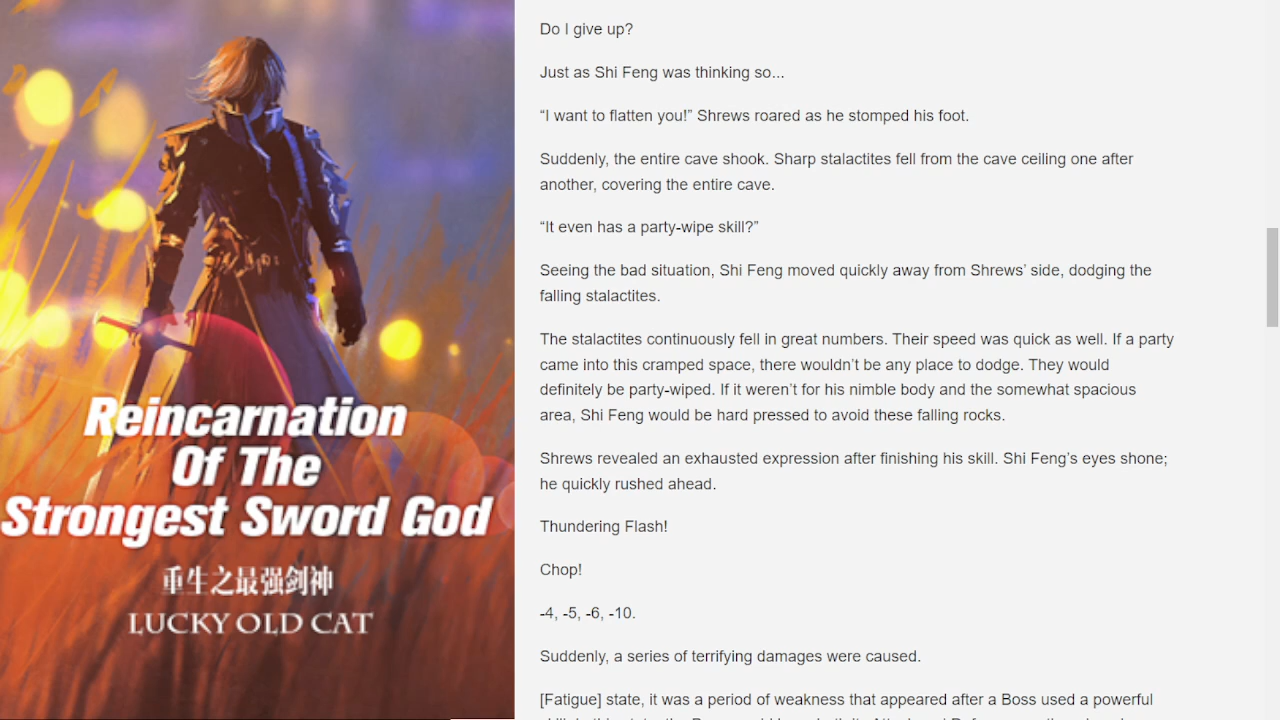 Reincarnation
Of The
Strongest Sword God
重生之最强剑神
LUCKY OLD CAT
Do I give up?
Just as Shi Feng was thinking so...
“I want to flatten you!” Shrews roared as he stomped his foot.
Suddenly, the entire cave shook. Sharp stalactites fell from the cave ceiling one after
another, covering the entire cave.
“It even has a party-wipe skill?”
Seeing the bad situation, Shi Feng moved quickly away from Shrews’ side, dodging the
falling stalactites.
The stalactites continuously fell in great numbers. Their speed was quick as well. If a party
came into this cramped space, there wouldn’t be any place to dodge. They would
definitely be party-wiped. If it weren’t for his nimble body and the somewhat spacious
area, Shi Feng would be hard pressed to avoid these falling rocks.
Shrews revealed an exhausted expression after finishing his skill. Shi Feng’s eyes shone;
he quickly rushed ahead.
Thundering Flash!
Chop!
-4, -5, -6, -10.
Suddenly, a series of terrifying damages were caused.
[Fatigue] state, it was a period of weakness that appeared after a Boss used a powerful